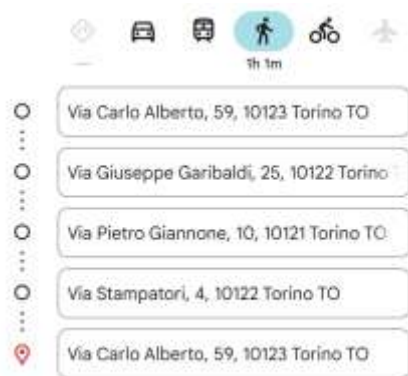 1h 1m
Via Carlo Alberto, 59, 10123 Torino TO
Via Giuseppe Garibaldi, 25, 10122 Torino
Via Pietro Giannone, 10, 10121 Torino TO
Via Stampatori, 4, 10122 Torino TO
Via Carlo Alberto, 59, 10123 Torino TO